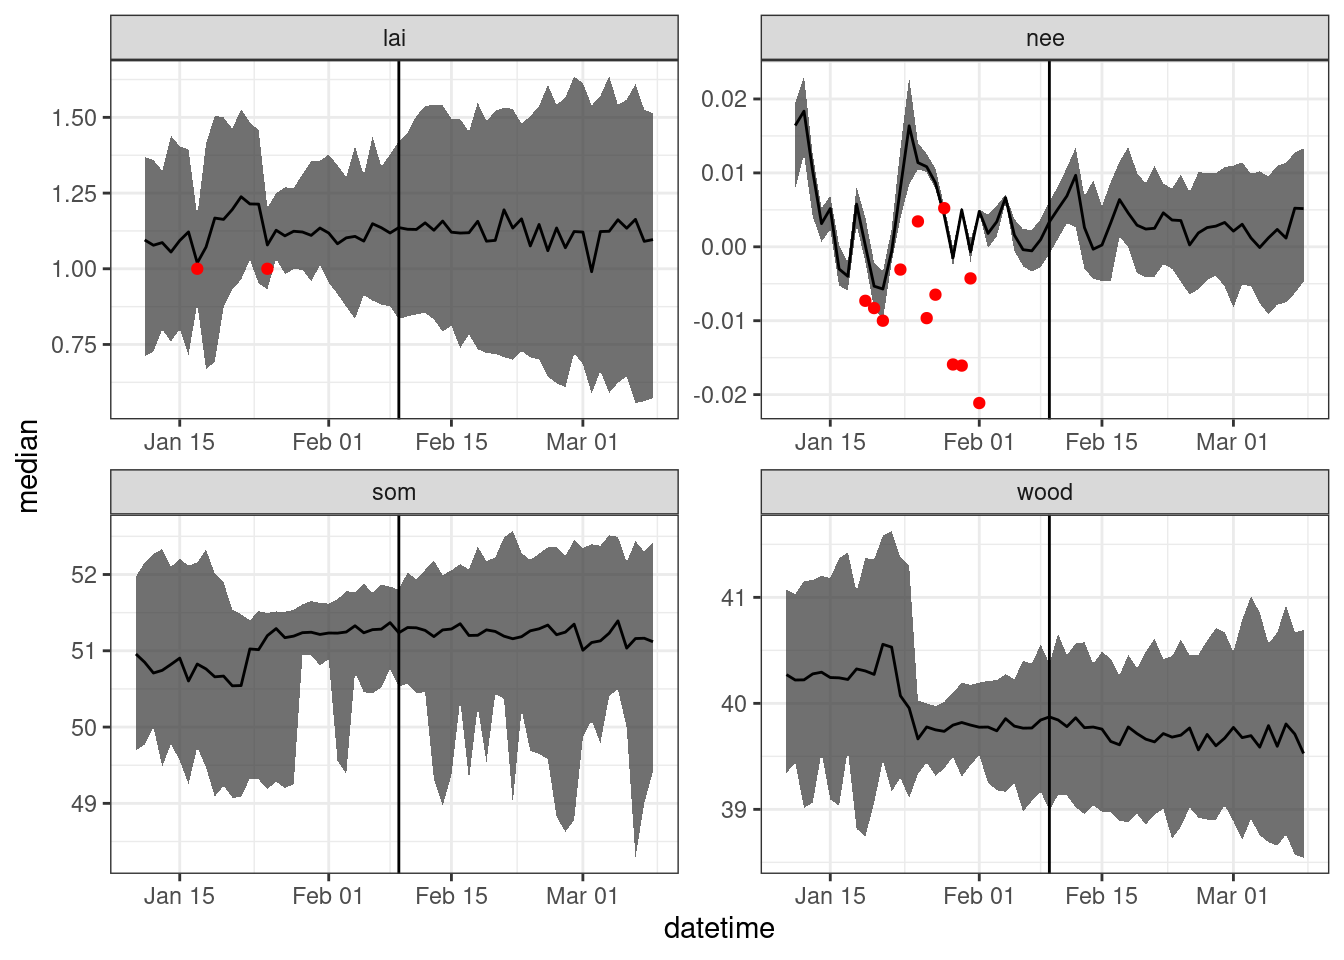 lai
nee
1.50
1.25
1.00
0.75
0.02
0.01
0.00
-0.01
-0.02
Jan 15 Feb 01 Feb 15 Mar 01
Jan 15 Feb 01 Feb 15 Mar 01
median
som
wood
52
51
50
49
41
40
39
Jan 15 Feb 01 Feb 15 Mar 01
Jan 15 Feb 01 Feb 15 Mar 01
datetime